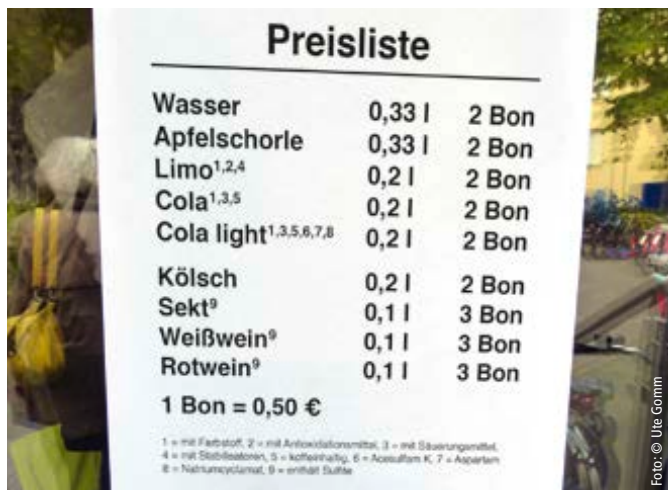 Preisliste
Wasser 0,33 l 2 Bon
Apfelschorle 0,33 l 2 Bon
Limo1,2,4 0,2 l 2 Bon
Cola1,3,5 0,2 l 2 Bon
Cola light1,3,5,6,7,8 0,2 l 2 Bon
Kölsch 0,2 l 2 Bon
Sekt9 0,1 l 3 Bon
Weißwein9 0,1 l 3 Bon
Rotwein9 0,1 l 3 Bon
1 Bon = 0,50 €
1 = mit Farbstoff, 2 = mit Antioxidationsmittel, 3 = mit Säuerungsmittel,
4 = mit Stabilisatoren, 5 = koffeinhaltig, 6 = Acesulfam K, 7 = Aspartam
8 = Natriumcyclamat, 9 = enthält Sulfite
Foto: © Ute Gomm